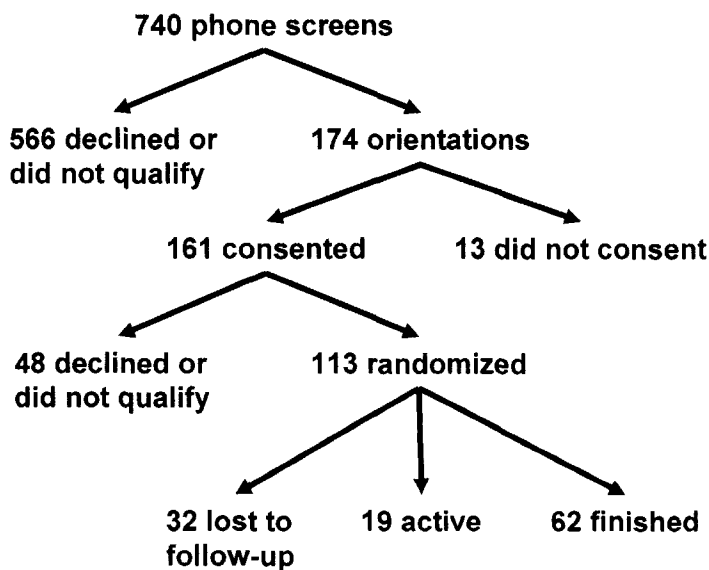 740 phone screens
566 declined or
did not qualify
174 orientations
161 consented
13 did not consent
48 declined or
did not qualify
113 randomized
32 lost to
follow-up
19 active
62 finished